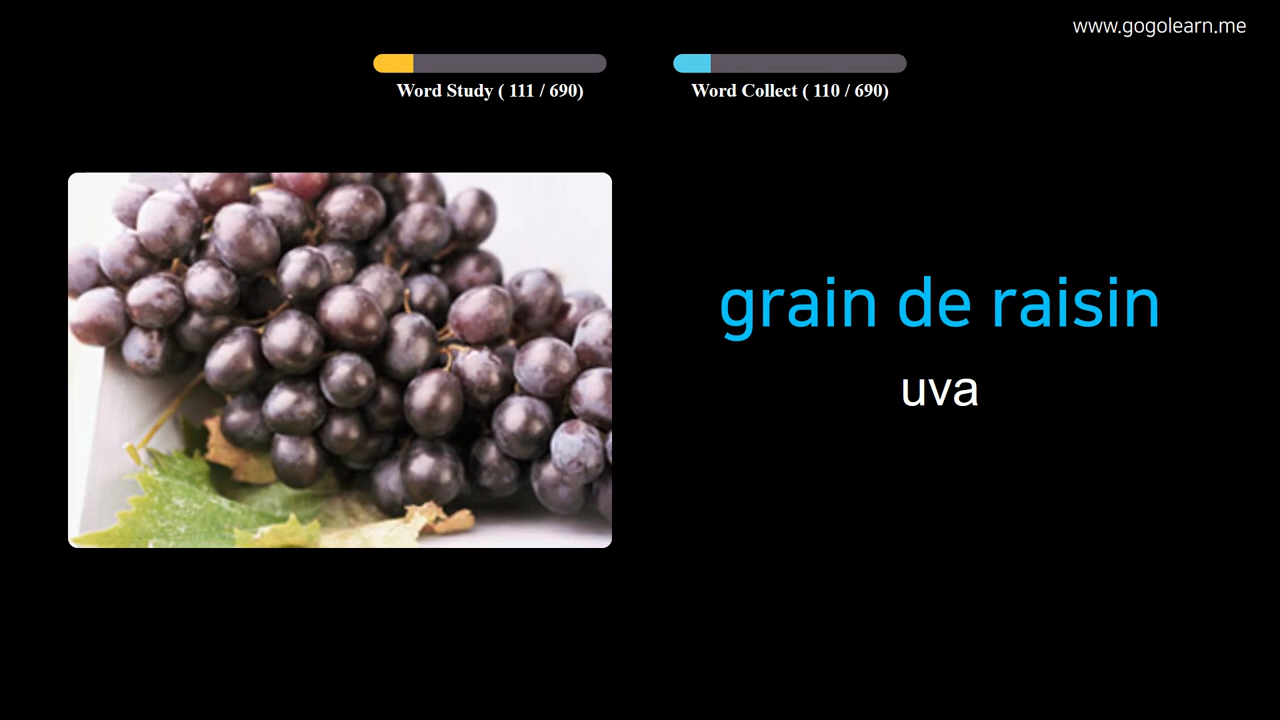 www.gogolearn.me
Word Study ( 111 / 690)
Word Collect ( 110 / 690)
grain de raisin
uva